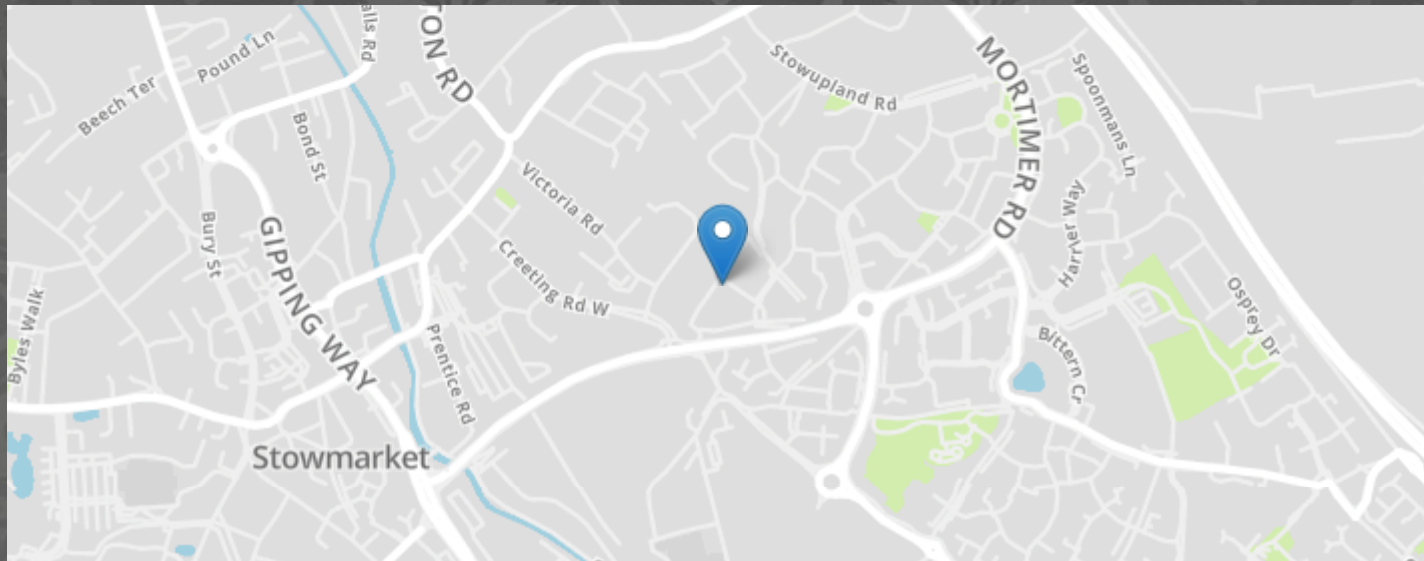 alls Rd
TON RD
Pound Ln
Beech Ter
Bond St
Stowupland Rd
MORTIMER RD
Spoonmans Ln
Victoria Rd
Bury St
GIPPING WAY
Creeting Rd W
Harrier Way
Osprey Dr
Byles Walk
Prentice Rd
Bittern Cr
Stowmarket